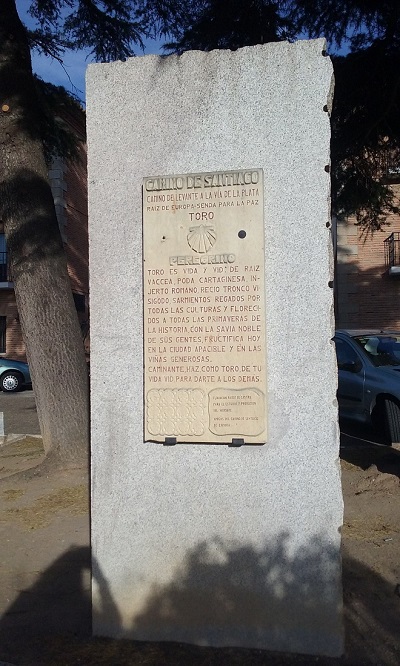 CAMINO DE SANTIAGO
CAMINO DE LEVANTE A LA VIA DE LA PLATA
RAIZ DE EUROPA-SENDA PARA LA PAZ
TORO
PEREGRINO
TORO ES VIDA Y VID: DE RAIZ
VACCEA, PODA CARTAGINESA, IN-
JERTO ROMANO, RECIO TRONCO VI
SIGODO, SARMIENTOS REGADOS POR
TODAS LAS CULTURAS Y FLORECI-
DOS A TODAS LAS PRIMAVERAS DE
LA HISTORIA, CON LA SAVIA NOBLE
DE SUS GENTES, FRUCTIFICA HOY
EN LA CIUDAD APACIBLE Y EN LAS
VIÑAS GENEROSAS.
CAMINANTE, HAZ COMO TORO, DE TU
VIDA VID PARA DARTE A LOS DEMAS.